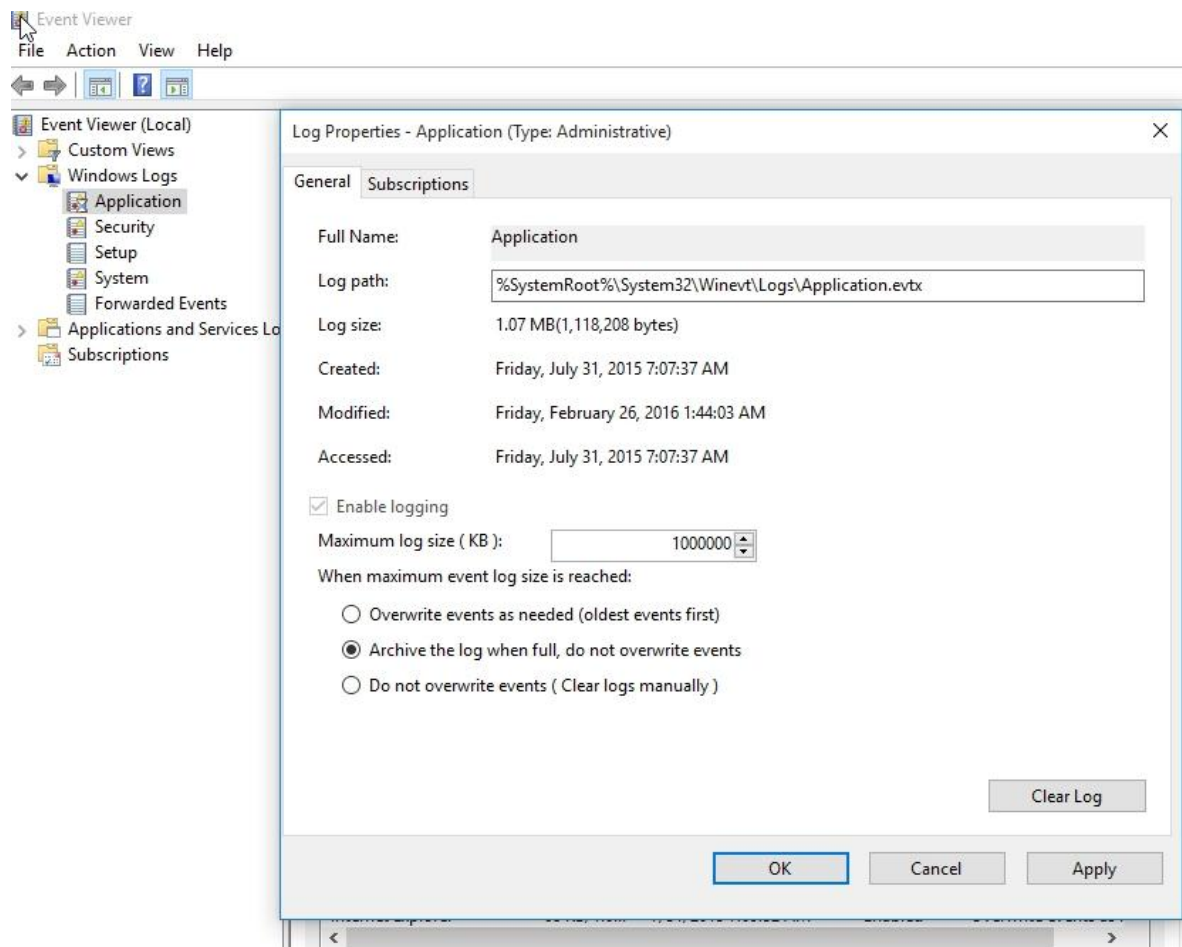 Event Viewer
File Action View Help
Event Viewer (Local)
Custom Views
Windows Logs
Application
Security
Setup
System
Forwarded Events
Applications and Services Lo
Subscriptions
Log Properties - Application (Type: Administrative)
General Subscriptions
Full Name: Application
Log path: %SystemRoot%\System32\Winevt\Logs\Application.evtx
Log size: 1.07 MB(1,118,208 bytes)
Created: Friday, July 31, 2015 7:07:37 AM
Modified: Friday, February 26, 2016 1:44:03 AM
Accessed: Friday, July 31, 2015 7:07:37 AM
Enable logging
Maximum log size ( KB ): 1000000
When maximum event log size is reached:
Overwrite events as needed (oldest events first)
Archive the log when full, do not overwrite events
Do not overwrite events ( Clear logs manually )
Clear Log
OK Cancel Apply